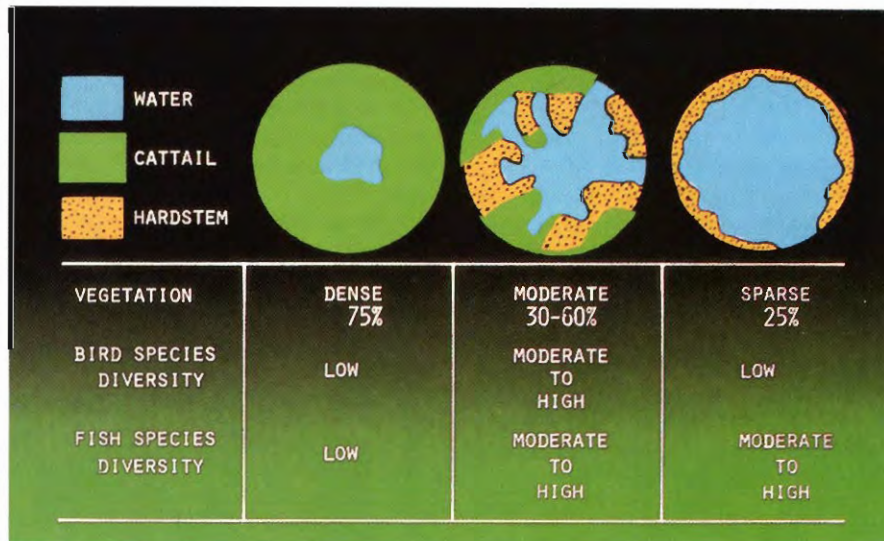 WATER
CATTAIL
HARDSTEM
VEGETATION
DENSE
75%
MODERATE
30-60%
SPARSE
25%
BIRD SPECIES
DIVERSITY
LOW
MODERATE
TO
HIGH
LOW
FISH SPECIES
DIVERSITY
LOW
MODERATE
TO
HIGH
MODERATE
TO
HIGH